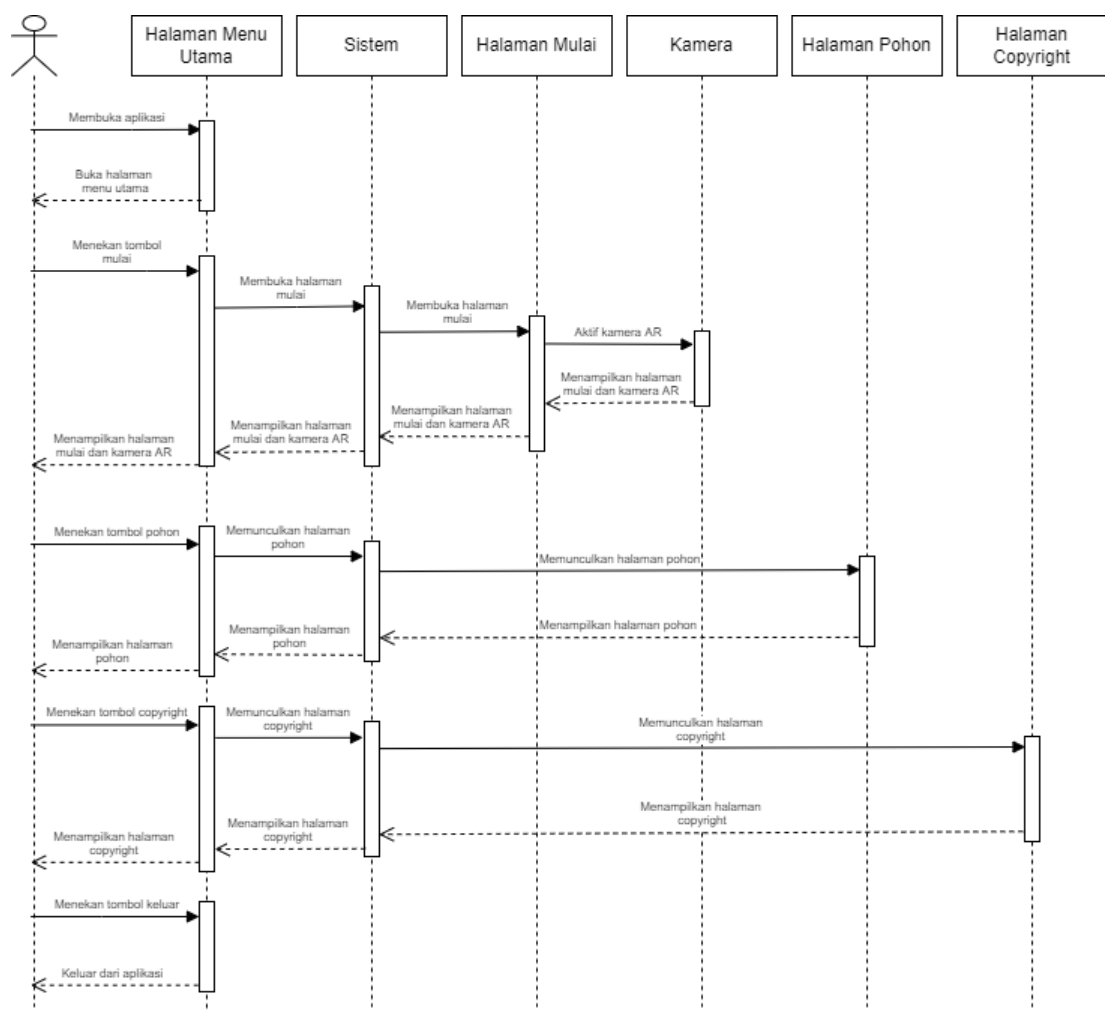 Halaman Menu
Utama
Sistem
Halaman Mulai
Kamera
Halaman Pohon
Halaman
Copyright
Membuka aplikasi
Buka halaman
menu utama
Menekan tombol
mulai
Membuka halaman
mulai
Membuka halaman
mulai
Aktif kamera AR
Menampilkan halaman
mulai dan kamera AR
Menampilkan halaman
mulai dan kamera AR
Menampilkan halaman
mulai dan kamera AR
Menampilkan halaman
mulai dan kamera AR
Menekan tombol pohon
Memunculkan halaman
pohon
Memunculkan halaman pohon
Menampilkan halaman pohon
Menampilkan halaman
pohon
Menampilkan halaman
pohon
Menekan tombol copyright
Memunculkan halaman
copyright
Memunculkan halaman
copyright
Menampilkan halaman
copyright
Menampilkan halaman
copyright
Menampilkan halaman
copyright
Menekan tombol keluar
Keluar dari aplikasi